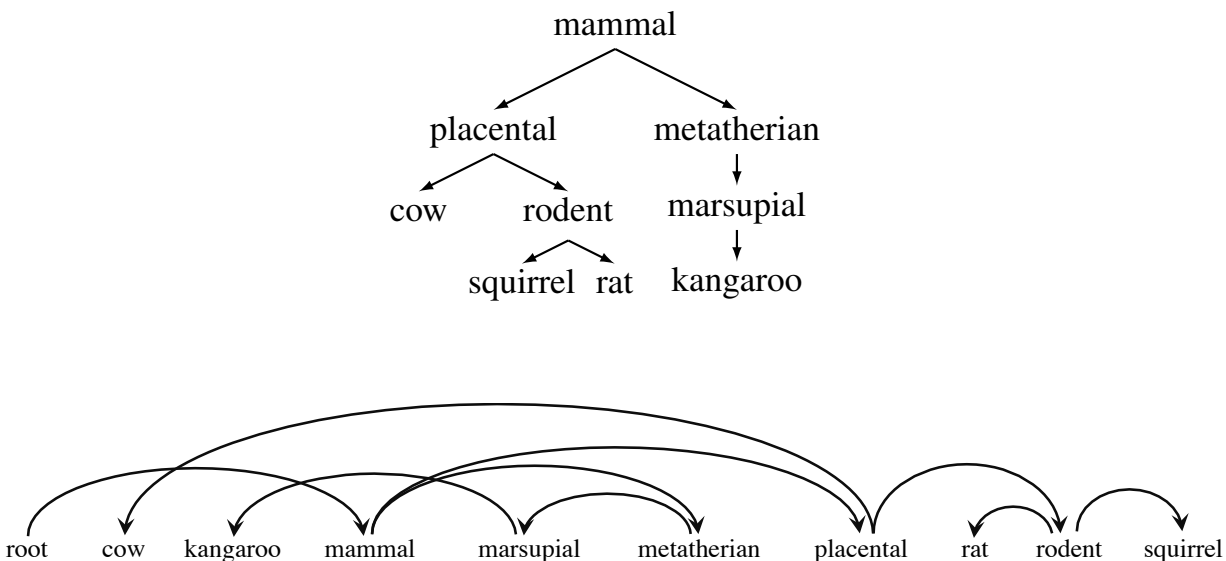 mammal
placental metatherian
cow rodent marsupial
squirrel rat kangaroo
root cow kangaroo mammal marsupial metatherian placental rat rodent squirrel